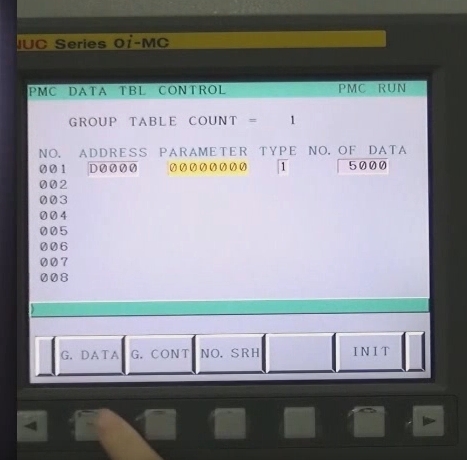 NUC Series 0i-MC
PMC DATA TBL CONTROL PMC RUN
GROUP TABLE COUNT = 1
NO. ADDRESS PARAMETER TYPE NO. OF DATA
001 D0000 00000000 1 5000
002
003
004
005
006
007
008
)
G. DATA G. CONT NO. SRH INIT